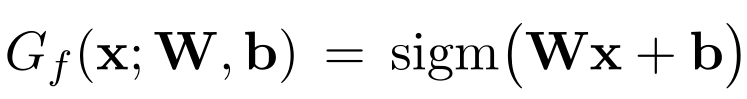 G_f(x; W, b) = sigm(Wx + b)